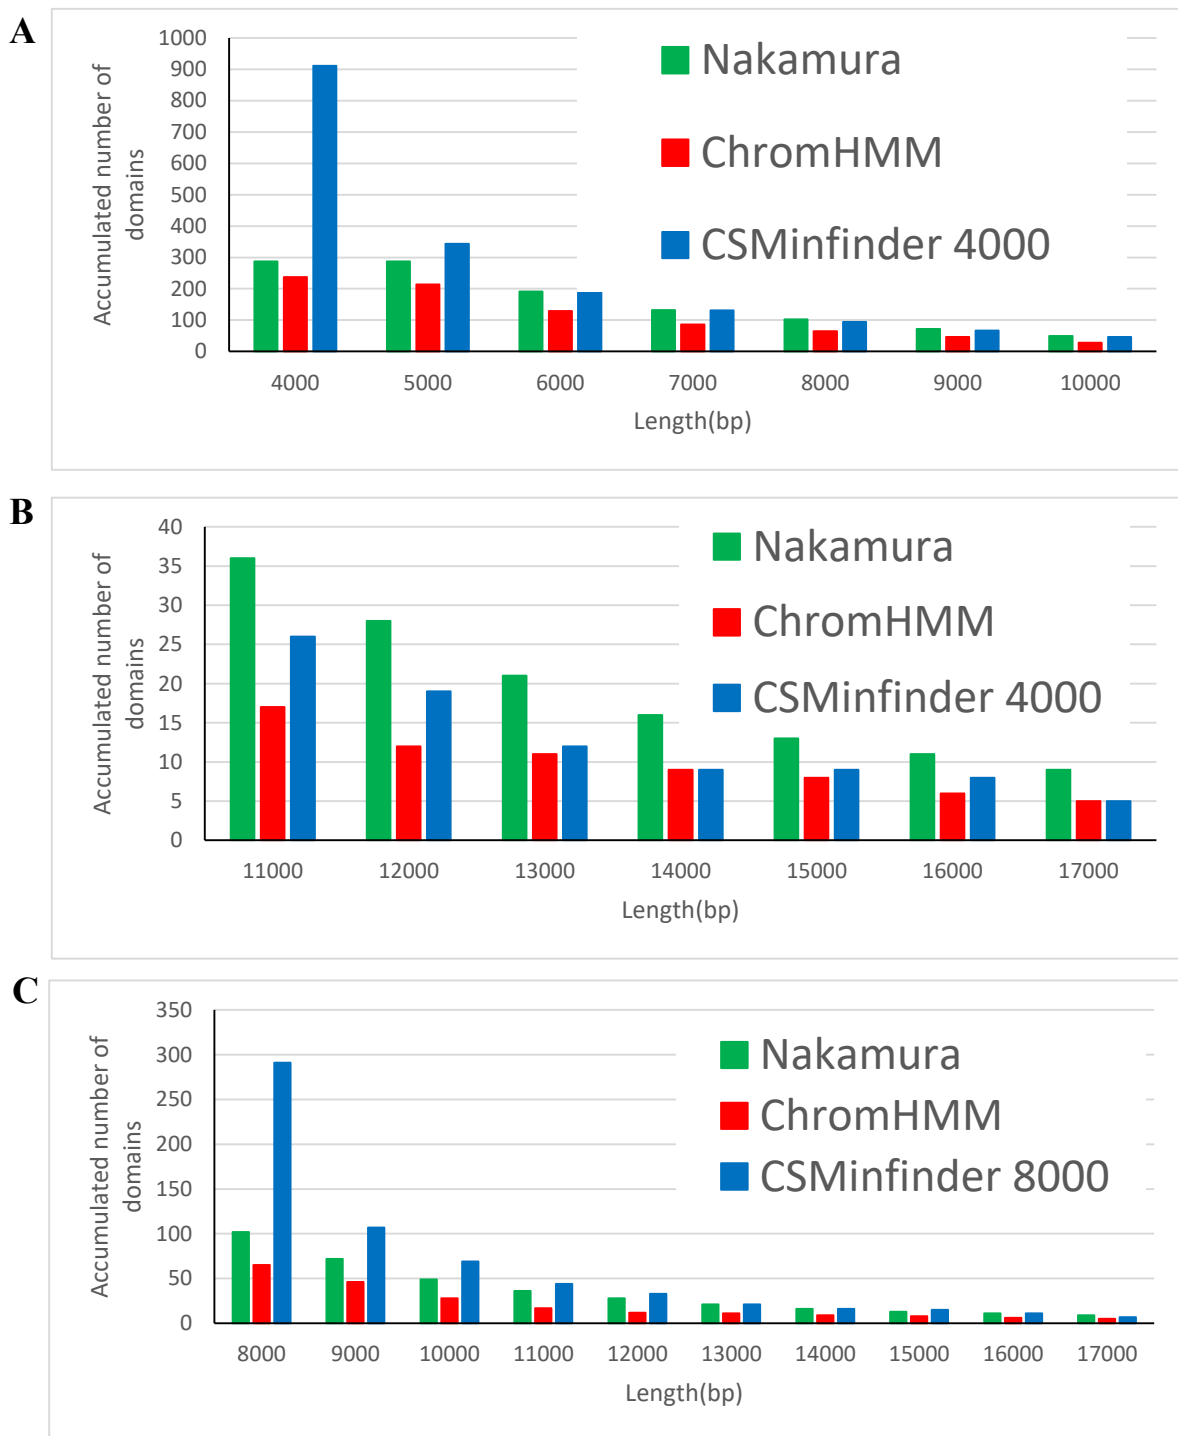 A
1000
900
800
700
600
500
400
300
200
100
0
Accumulated number of
domains
Nakamura
ChromHMM
CSMinfinder 4000
4000 5000 6000 7000 8000 9000 10000
Length(bp)
B
40
35
30
25
20
15
10
5
0
Accumulated number of
domains
Nakamura
ChromHMM
CSMinfinder 4000
11000 12000 13000 14000 15000 16000 17000
Length(bp)
C
350
300
250
200
150
100
50
0
Accumulated number of
domains
Nakamura
ChromHMM
CSMinfinder 8000
8000 9000 10000 11000 12000 13000 14000 15000 16000 17000
Length(bp)